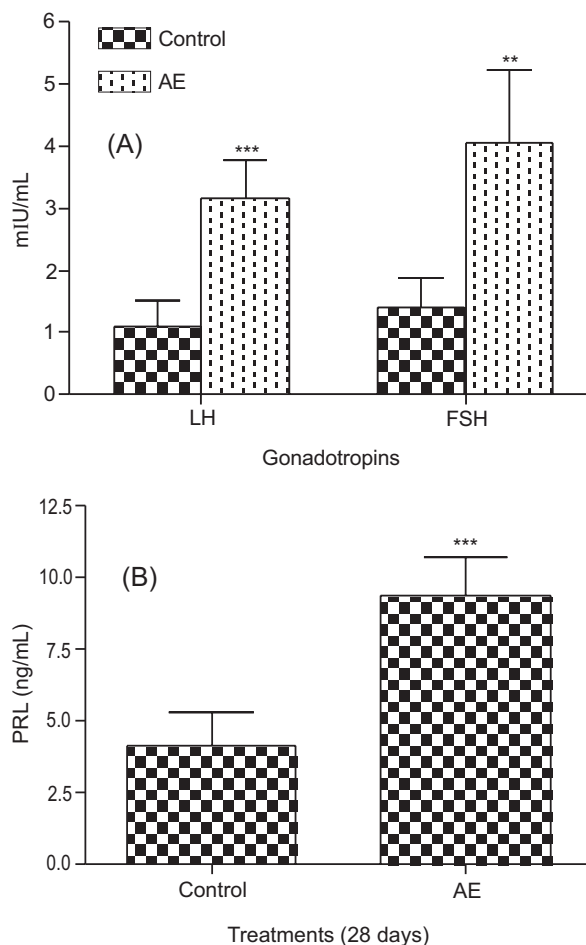 6
5
4
3
2
1
0
mIU/mL
Control
AE
(A)
***
**
LH FSH
Gonadotropins
12.5
10.0
7.5
5.0
2.5
0.0
PRL (ng/mL)
(B)
***
Control AE
Treatments (28 days)